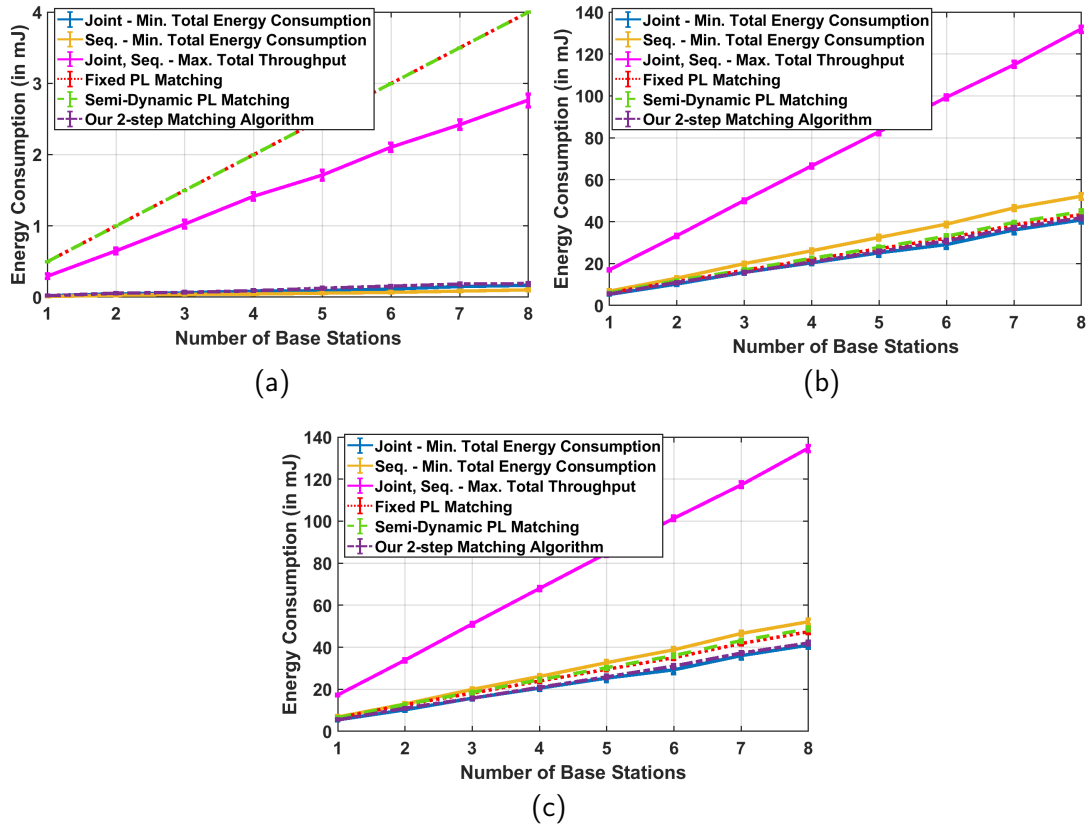 Joint - Min. Total Energy Consumption
Seq. - Min. Total Energy Consumption
Joint, Seq. - Max. Total Throughput
Fixed PL Matching
Semi-Dynamic PL Matching
Our 2-step Matching Algorithm
Energy Consumption (in mJ)
4
3
2
1
0
1 2 3 4 5 6 7 8
Number of Base Stations
(a)
Joint - Min. Total Energy Consumption
Seq. - Min. Total Energy Consumption
Joint, Seq. - Max. Total Throughput
Fixed PL Matching
Semi-Dynamic PL Matching
Our 2-step Matching Algorithm
Energy Consumption (in mJ)
140
120
100
80
60
40
20
0
1 2 3 4 5 6 7 8
Number of Base Stations
(b)
Joint - Min. Total Energy Consumption
Seq. - Min. Total Energy Consumption
Joint, Seq. - Max. Total Throughput
Fixed PL Matching
Semi-Dynamic PL Matching
Our 2-step Matching Algorithm
Energy Consumption (in mJ)
140
120
100
80
60
40
20
0
1 2 3 4 5 6 7 8
Number of Base Stations
(c)